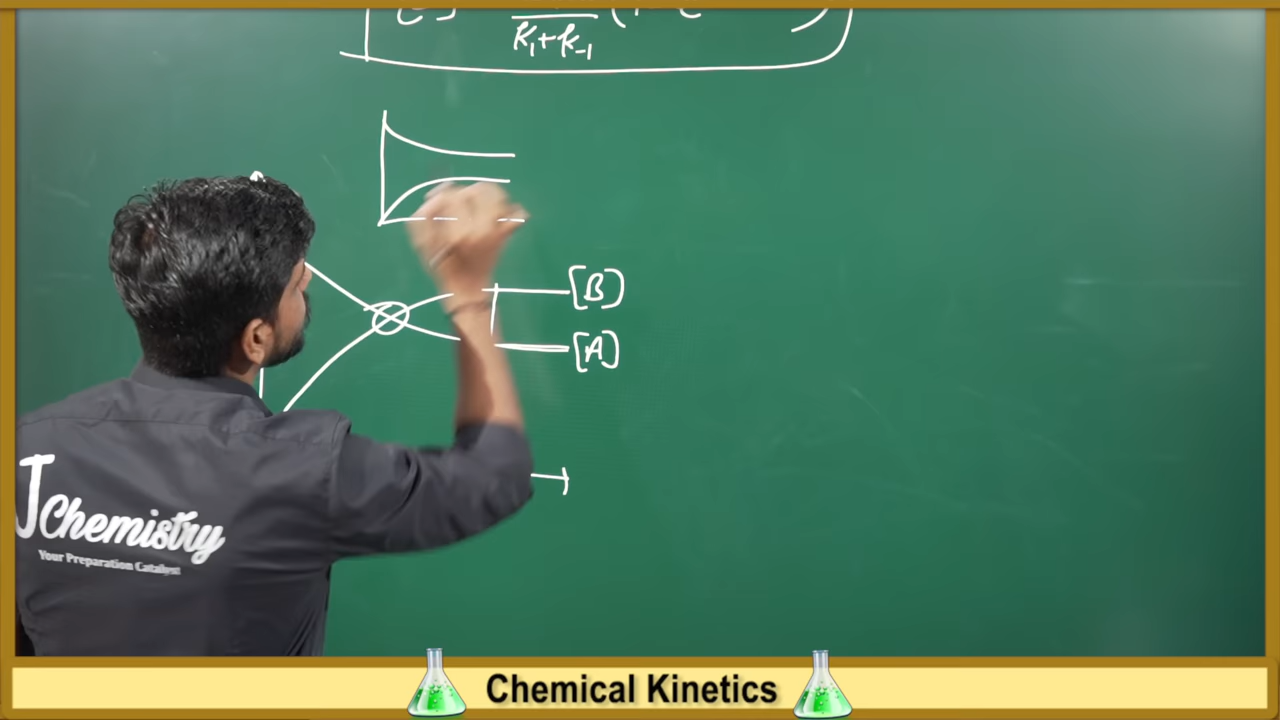 k₁+k₋₁
[B]
[A]
JChemistry
Your Preparation Catalyst
Chemical Kinetics